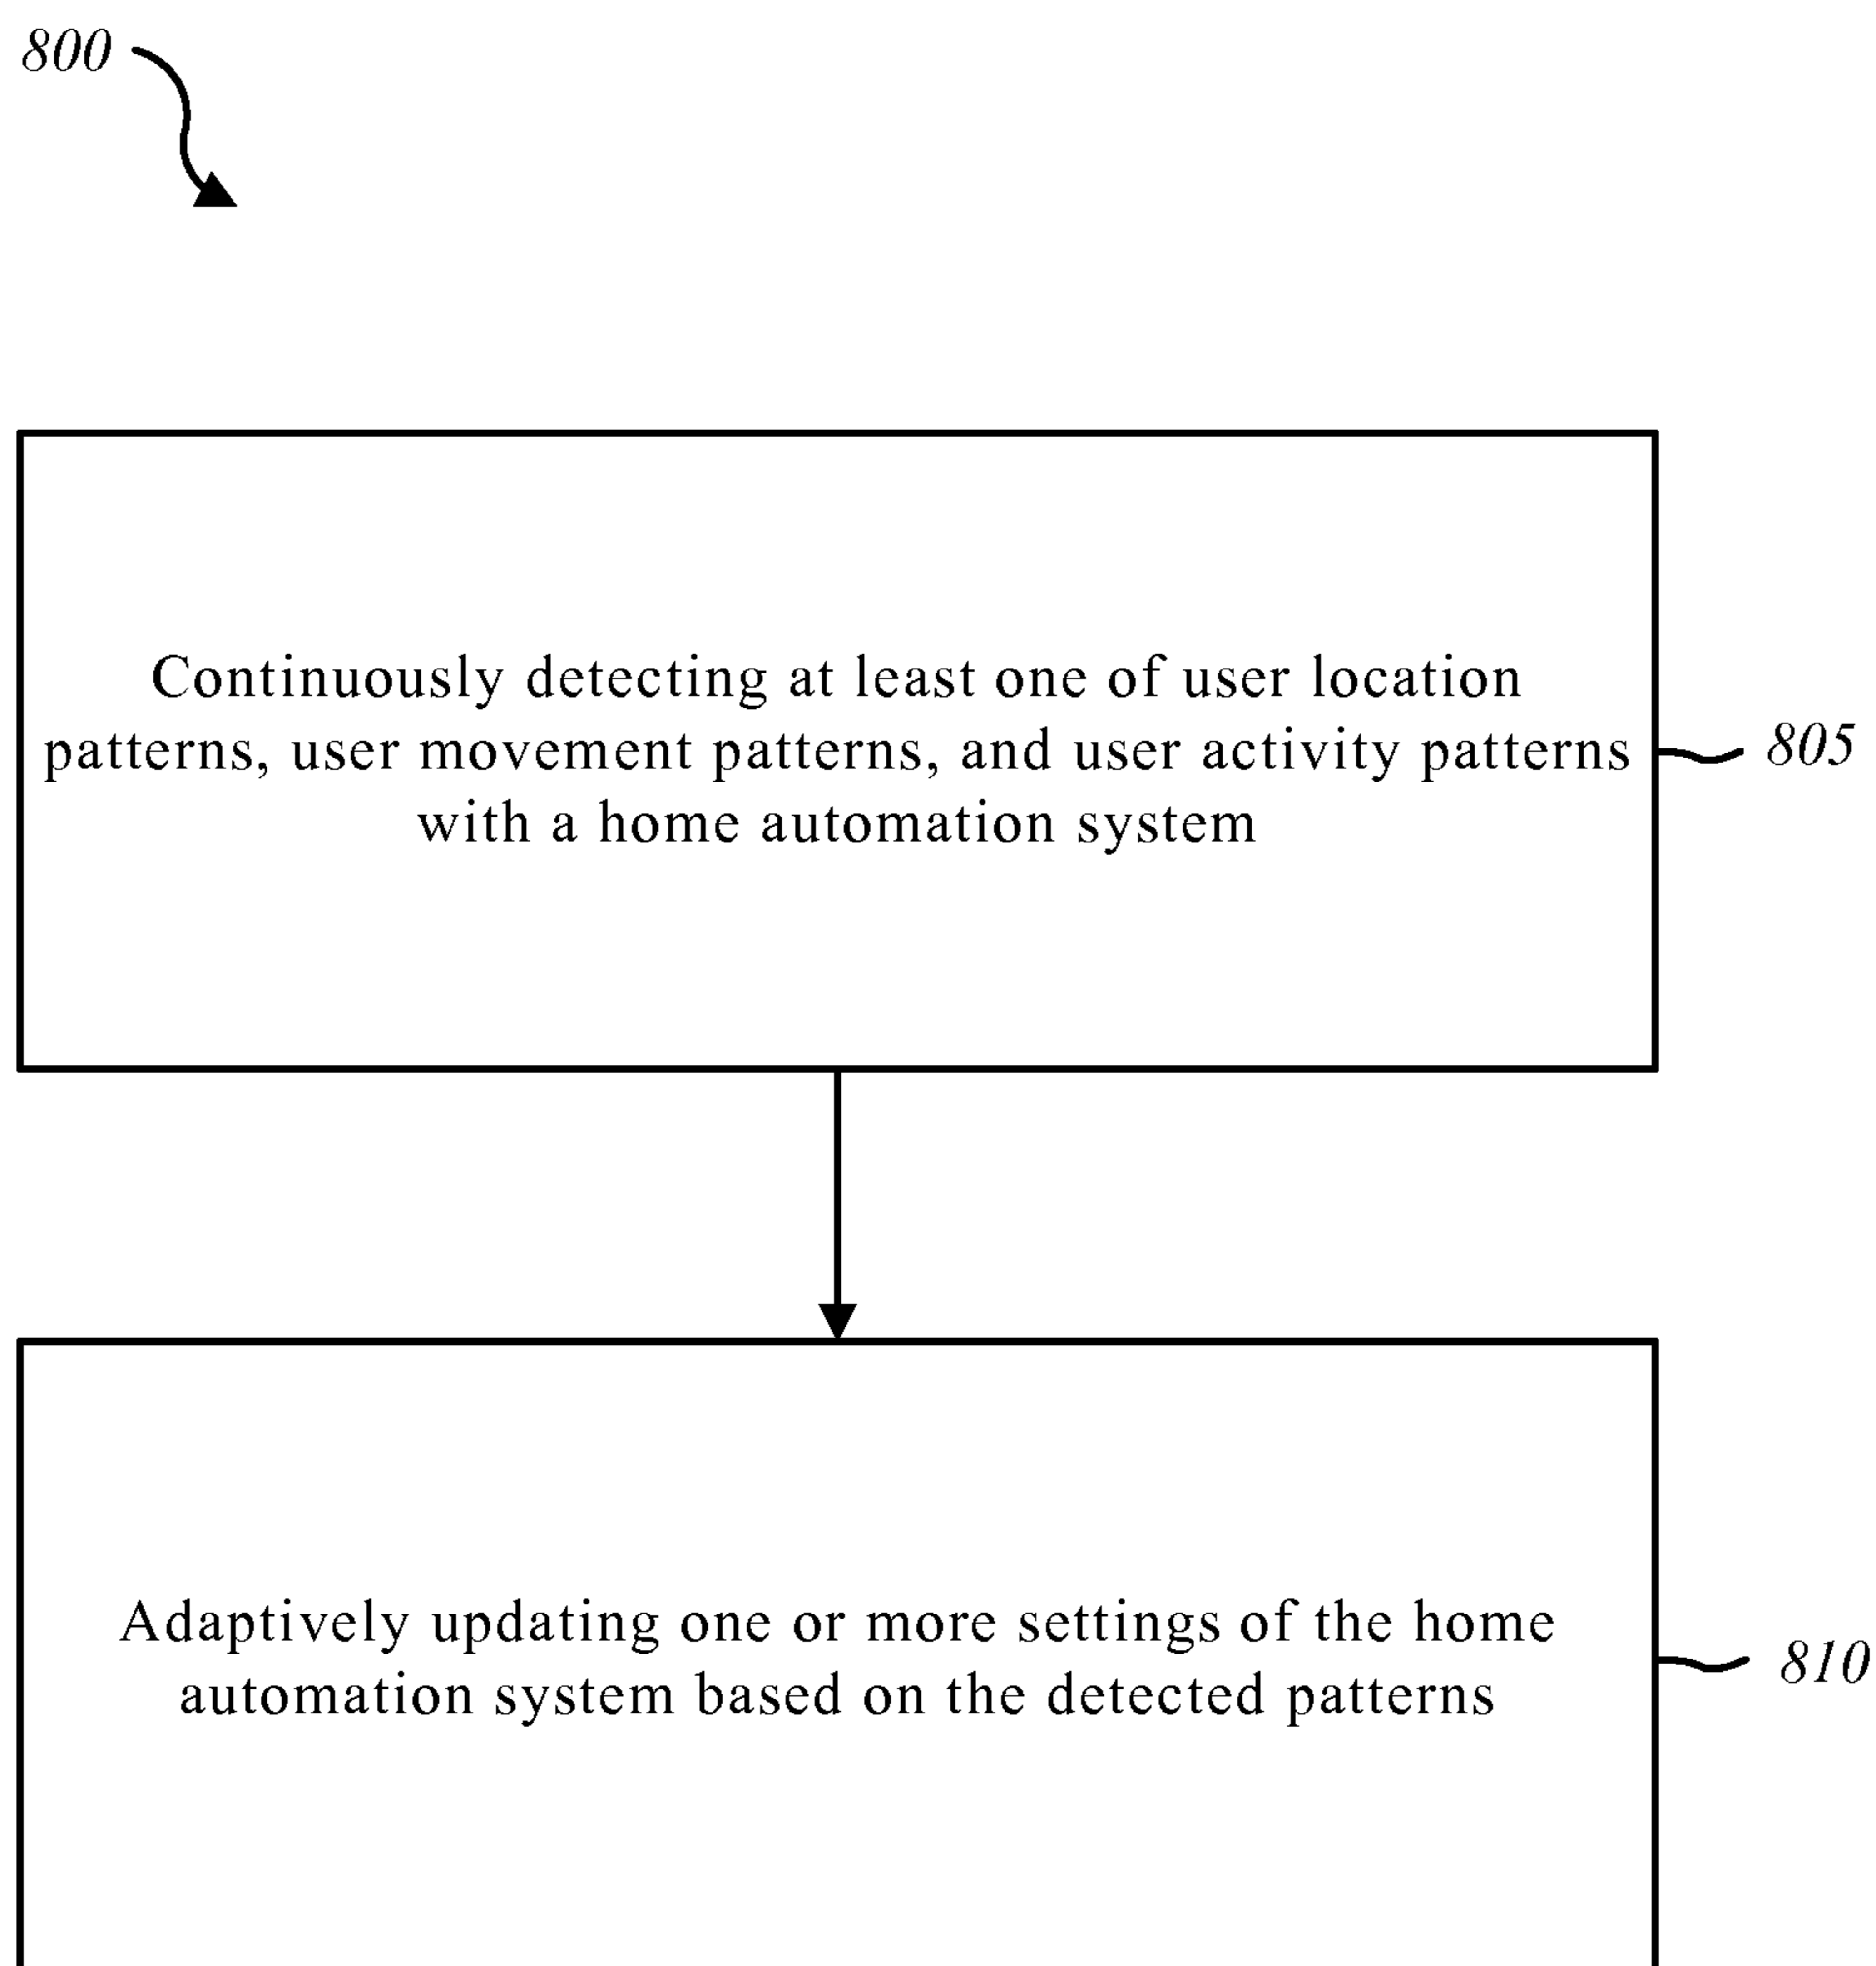 800
Continuously detecting at least one of user location
patterns, user movement patterns, and user activity patterns
with a home automation system
805
Adaptively updating one or more settings of the home
automation system based on the detected patterns
810